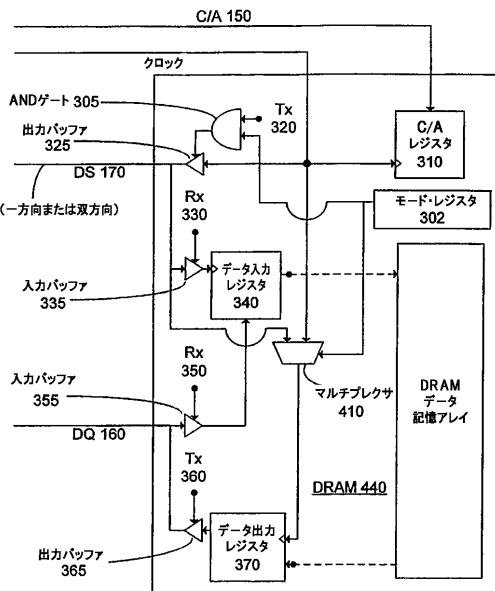 C/A 150
クロック
ANDゲート 305
Tx
320
出力バッファ
325
C/A
レジスタ
310
DS 170
(一方向または双方向)
モード・レジスタ
302
Rx
330
データ入力
レジスタ
340
入力バッファ
335
Rx
350
入力バッファ
355
マルチプレクサ
410
DRAM
データ
記憶アレイ
DQ 160
Tx
360
DRAM 440
データ出力
レジスタ
370
出力バッファ
365